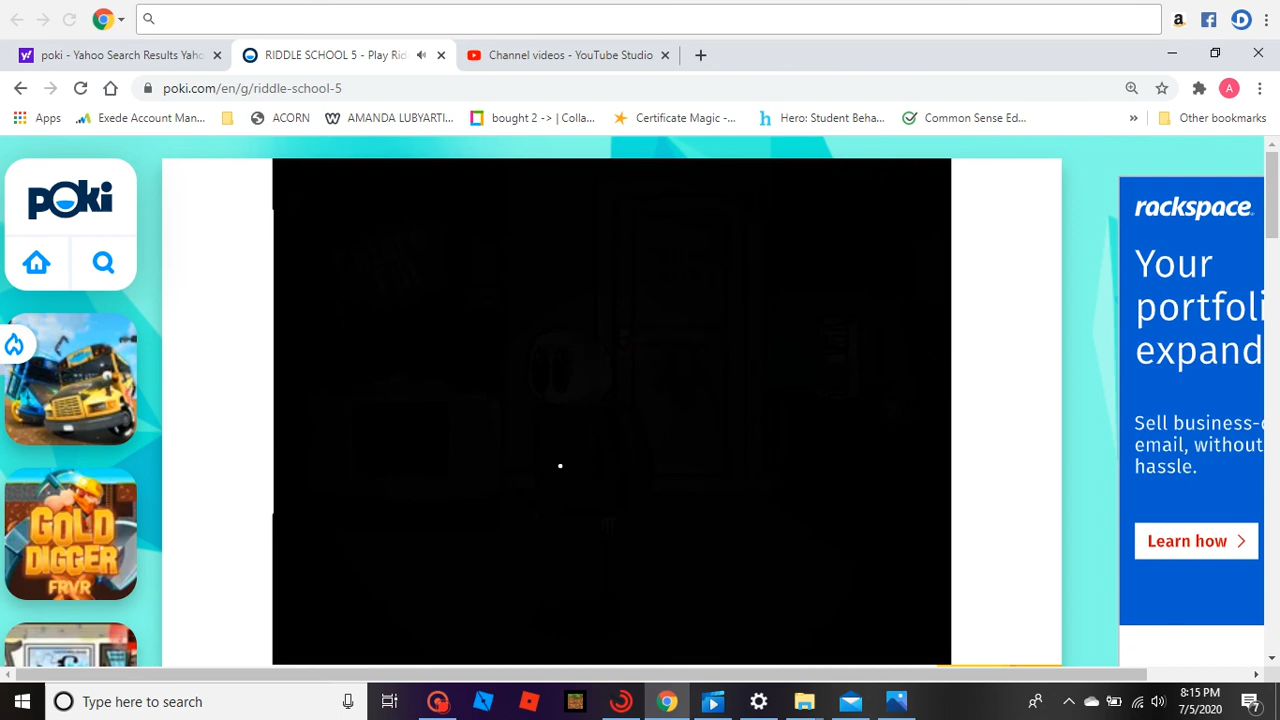 poki - Yahoo Search Results Yaho
RIDDLE SCHOOL 5 - Play Rid
Channel videos - YouTube Studio
poki.com/en/g/riddle-school-5
A
Apps
Exede Account Man...
ACORN
AMANDA LUBYARTI...
bought 2 -> | Colla...
Certificate Magic -...
Hero: Student Beha...
Common Sense Ed...
»
Other bookmarks
poki
rackspace
Your
portfoli
expand
Sell business-
email, without
hassle.
Learn how
GOLD
DIGGER
FRVR
Type here to search
8:15 PM
7/5/2020
7